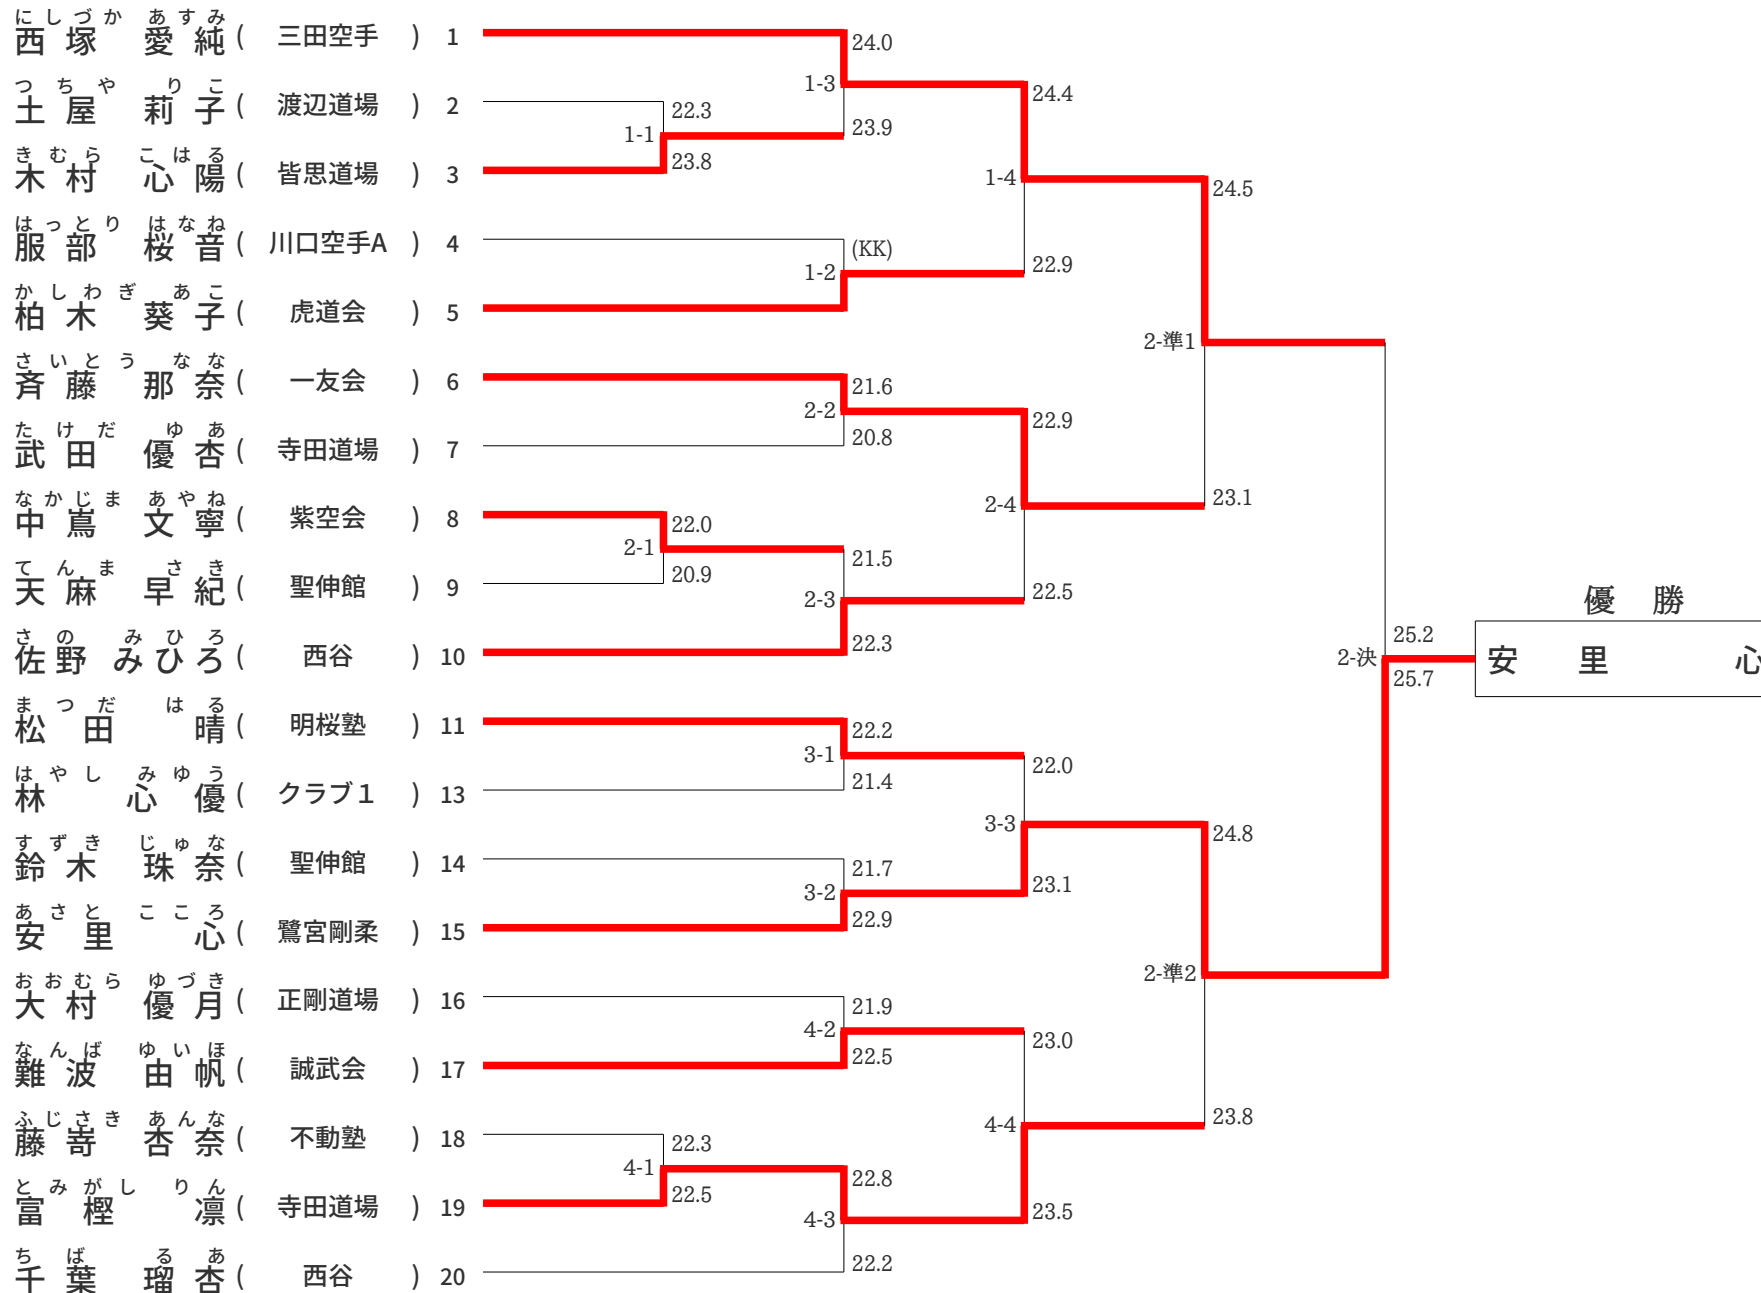 にしづか あすみ
西塚 愛純 ( 三田空手 ) 1
24.0
1-3
24.4
つちや りこ
土屋 莉子 ( 渡辺道場 ) 2
22.3
1-1
23.9
23.8
きむら こはる
木村 心陽 ( 皆思道場 ) 3
1-4
24.5
はっとり はなね
服部 桜音 ( 川口空手A ) 4
(KK)
1-2
22.9
かしわぎ あこ
柏木 葵子 ( 虎道会 ) 5
2-準1
さいとう なな
斉藤 那奈 ( 一友会 ) 6
21.6
2-2
22.9
20.8
たけだ ゆあ
武田 優杏 ( 寺田道場 ) 7
2-4
23.1
なかじま あやね
中嶌 文寧 ( 紫空会 ) 8
22.0
2-1
21.5
20.9
てんま さき
天麻 早紀 ( 聖伸館 ) 9
2-3
22.5
22.3
さの みひろ
佐野 みひろ ( 西谷 ) 10
優勝
25.2
2-決
安里 心
25.7
まつだ はる
松田 晴 ( 明桜塾 ) 11
22.2
3-1
22.0
21.4
はやし みゆう
林 心優 ( クラブ１ ) 13
3-3
24.8
すずき じゅな
鈴木 珠奈 ( 聖伸館 ) 14
21.7
3-2
23.1
22.9
あさと こころ
安里 心 ( 鷺宮剛柔 ) 15
2-準2
おおむら ゆづき
大村 優月 ( 正剛道場 ) 16
21.9
4-2
23.0
22.5
なんば ゆいほ
難波 由帆 ( 誠武会 ) 17
4-4
23.8
ふじさき あんな
藤嵜 杏奈 ( 不動塾 ) 18
22.3
4-1
22.8
22.5
とみがし りん
富樫 凛 ( 寺田道場 ) 19
4-3
23.5
22.2
ちば るあ
千葉 瑠杏 ( 西谷 ) 20